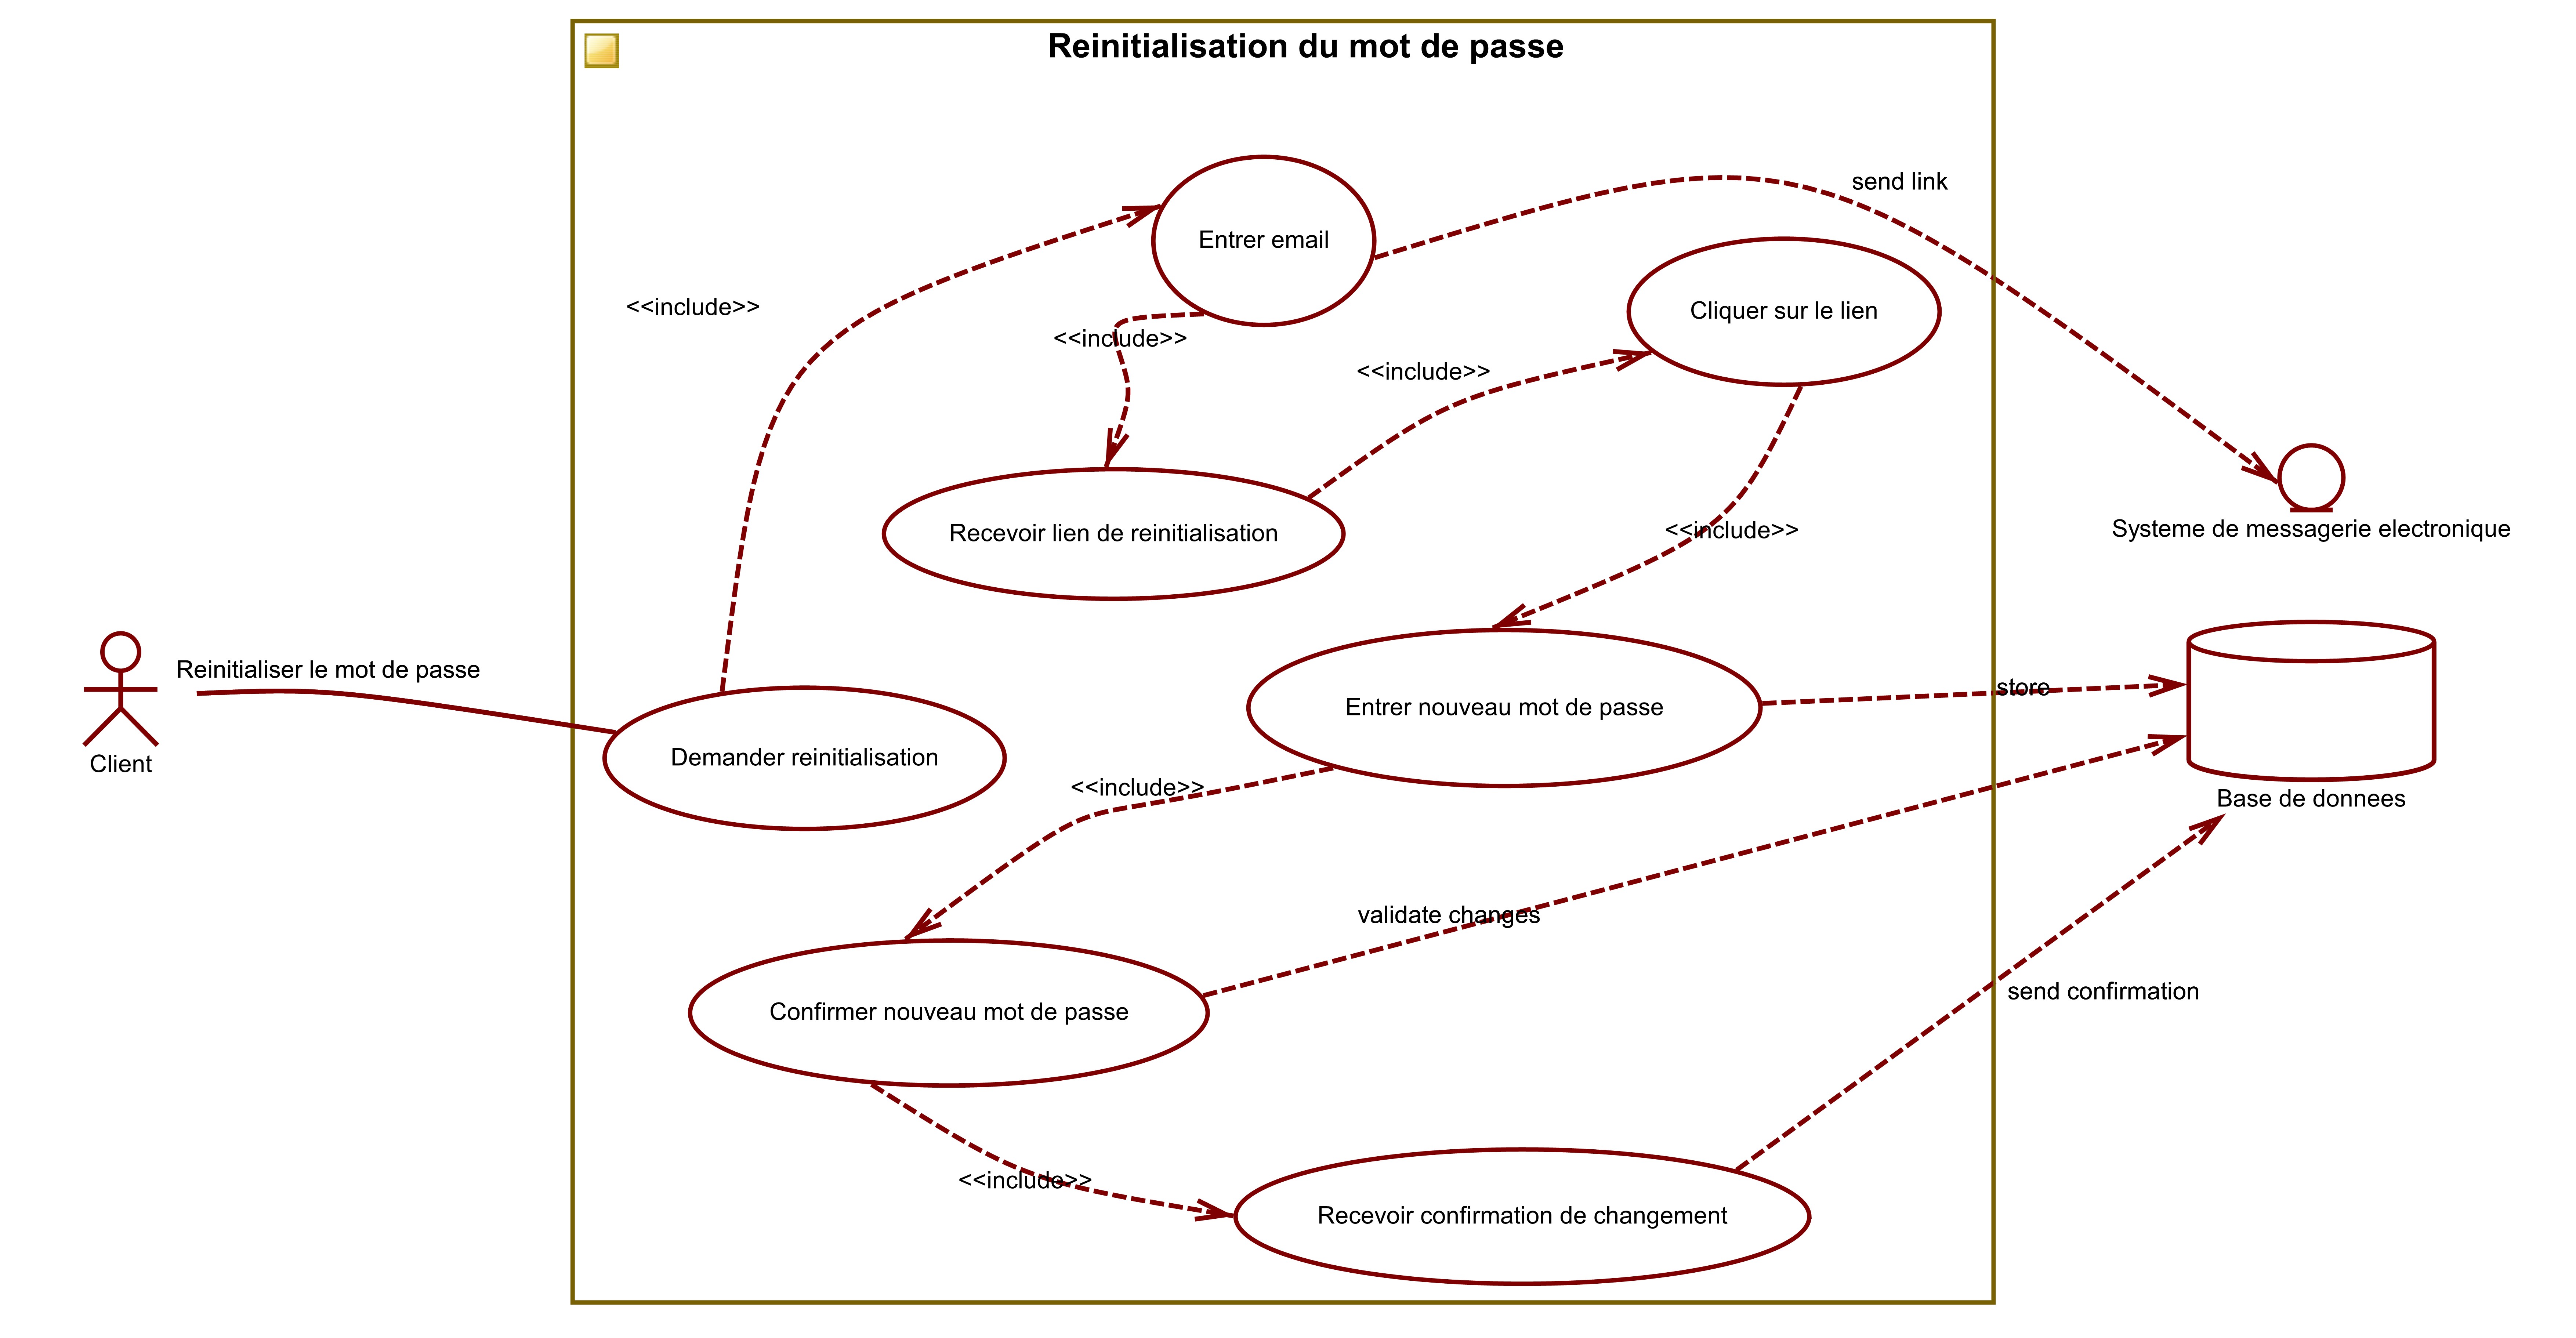 Reinitialisation du mot de passe
send link
Entrer email
<<include>>
Cliquer sur le lien
<<include>>
<<include>>
Recevoir lien de reinitialisation
<<include>>
Systeme de messagerie electronique
Reinitialiser le mot de passe
Client
Demander reinitialisation
Entrer nouveau mot de passe
store
<<include>>
Base de donnees
validate changes
Confirmer nouveau mot de passe
send confirmation
<<include>>
Recevoir confirmation de changement